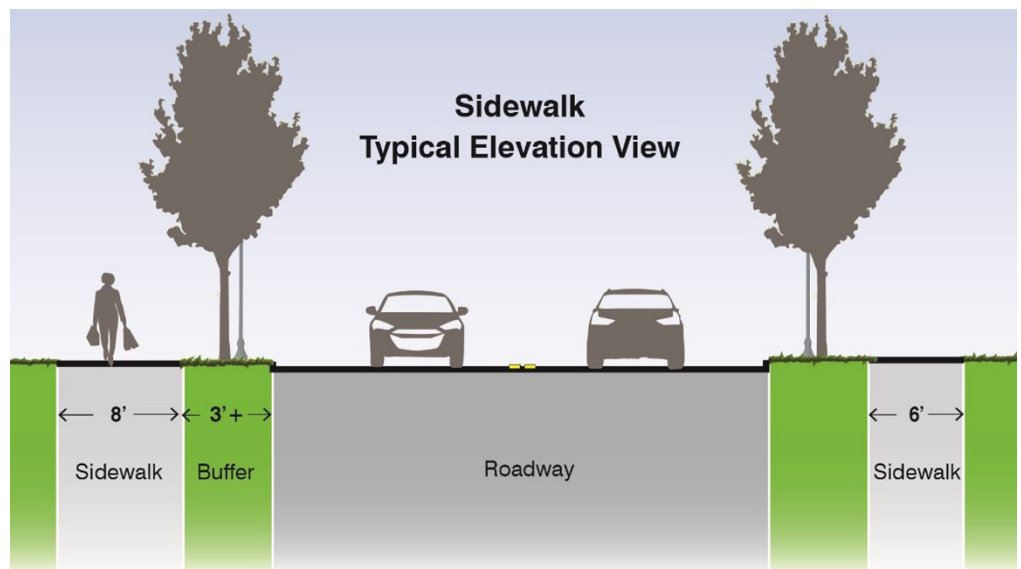 Sidewalk
Typical Elevation View
8’
3’+
6’
Sidewalk
Buffer
Roadway
Sidewalk